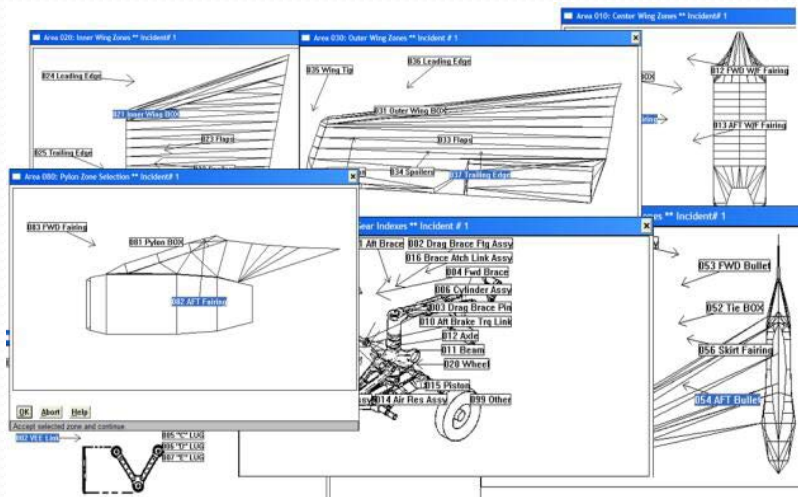 Area 020: Inner Wing Zones ** Incident# 1
024 Leading Edge
021 Inner Wing BOX
023 Flaps
025 Trailing Edge
Area 030: Outer Wing Zones ** Incident # 1
036 Leading Edge
035 Wing Tip
031 Outer Wing BOX
033 Flaps
034 Spoilers
037 Trailing Edge
Area 010: Center Wing Zones ** Incident# 1
BOX
012 FWD W/F Fairing
013 AFT W/F Fairing
Area 080: Pylon Zone Selection ** Incident# 1
083 FWD Fairing
081 Pylon BOX
082 AFT Fairing
OK Abort Help
Accept selected zone and continue
Gear Indexes ** Incident # 1
1 Aft Brace
002 Drag Brace Ftg Assy
016 Brace Atch Link Assy
004 Fwd Brace
006 Cylinder Assy
003 Drag Brace Pin
010 Aft Brake Trq Link
012 Axle
011 Beam
020 Wheel
015 Piston
014 Air Res Assy
099 Other
** Incident# 1
053 FWD Bullet
052 Tie BOX
056 Skirt Fairing
054 AFT Bullet
002 VEE Link
005 "C" LUG
006 "D" LUG
007 "E" LUG